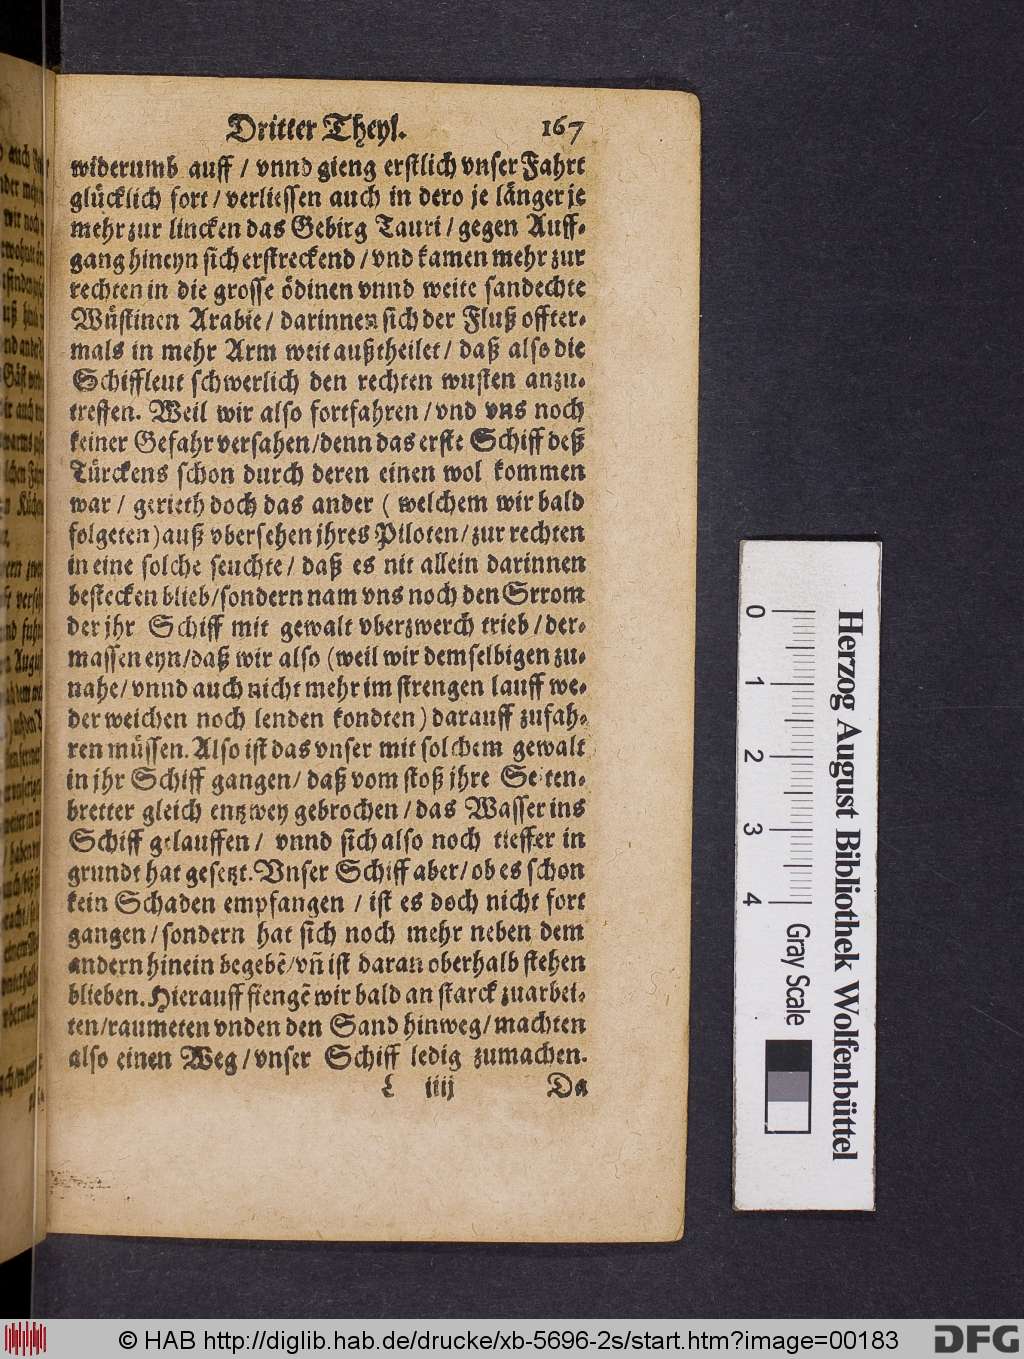 Dritter Theyl. 167
widerumb auff / vnnd gieng erstlich vnser Fahrt
glücklich fort / verliessen auch in dero je länger je
mehr zur lincken das Gebirg Tauri / gegen Auff-
gang hineyn sich erstreckend / vnd kamen mehr zur
rechten in die grosse ödinen vnnd weite sandechte
Wüstinen Arabie / darinnen sich der Fluß offter-
mals in mehr Arm weit außtheilet / daß also die
Schiffleut schwerlich den rechten wusten anzu-
treffen. Weil wir also fortfahren / vnd vns noch
keiner Gefahr versahen / denn das erste Schiff deß
Türckens schon durch deren einen wol kommen
war / gerieth doch das ander ( welchem wir bald
folgeten ) auß vbersehen jhres Piloten / zur rechten
in eine solche seuchte / daß es nit allein darinnen
bestecken blieb / sondern nam vns noch den Srrom
der jhr Schiff mit gewalt vberzwerch trieb / der-
massen eyn / daß wir also ( weil wir demselbigen zu-
nahe / vnnd auch nicht mehr im strengen lauff we-
der weichen noch lenden kondten ) darauff zufah-
ren müssen. Also ist das vnser mit solchem gewalt
in jhr Schiff gangen / daß vom stoß jhre Seiten-
bretter gleich entzwey gebrochen / das Wasser ins
Schiff gelauffen / vnnd sich also noch tieffer in
grundt hat gesetzt. Vnser Schiff aber / ob es schon
kein Schaden empfangen / ist es doch nicht fort
gangen / sondern hat sich noch mehr neben dem
andern hinein begebē / vñ ist daran oberhalb stehen
blieben. Hierauff fiengē wir bald an starck zuarbei-
ten / raumeten vnden den Sand hinweg / machten
also einen Weg / vnser Schiff ledig zumachen.
L iiij Da
0 1 2 3 4 Gray Scale
Herzog August Bibliothek Wolfenbüttel
© HAB http://diglib.hab.de/drucke/xb-5696-2s/start.htm?image=00183
DFG